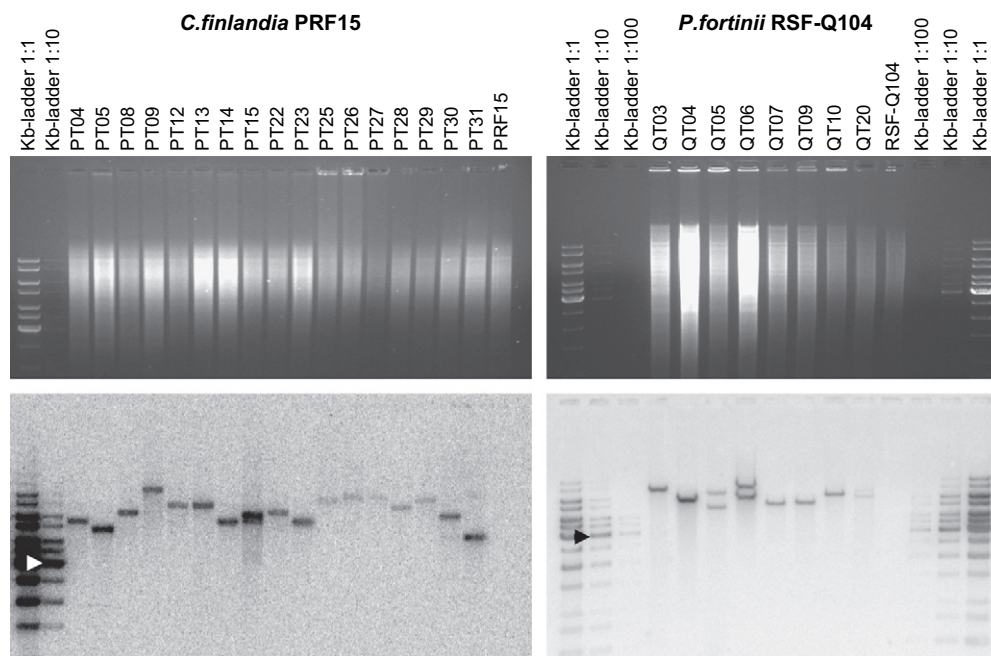 C.finlandia PRF15
Kb-ladder 1:1
Kb-ladder 1:10
PT04
PT05
PT08
PT09
PT12
PT13
PT14
PT15
PT22
PT23
PT25
PT26
PT27
PT28
PT29
PT30
PT31
PRF15
P.fortinii RSF-Q104
Kb-ladder 1:1
Kb-ladder 1:10
Kb-ladder 1:100
QT03
QT04
QT05
QT06
QT07
QT09
QT10
QT20
RSF-Q104
Kb-ladder 1:100
Kb-ladder 1:10
Kb-ladder 1:1